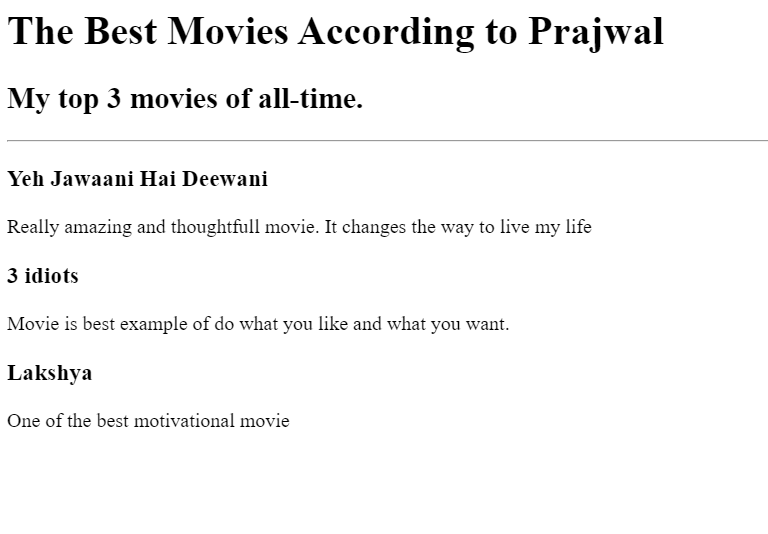 The Best Movies According to Prajwal
My top 3 movies of all-time.
Yeh Jawaani Hai Deewani
Really amazing and thoughtfull movie. It changes the way to live my life
3 idiots
Movie is best example of do what you like and what you want.
Lakshya
One of the best motivational movie